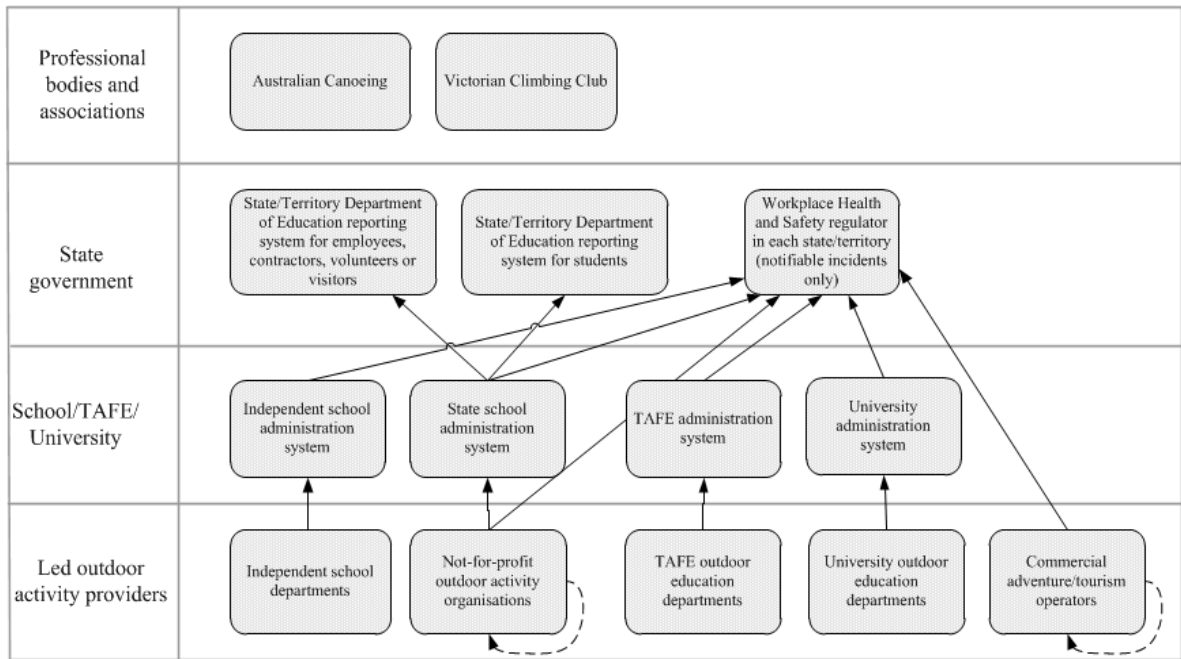 Professional
bodies and
associations
Australian Canoeing
Victorian Climbing Club
State
government
State/Territory Department
of Education reporting
system for employees,
contractors, volunteers or
visitors
State/Territory Department
of Education reporting
system for students
Workplace Health
and Safety regulator
in each state/territory
(notifiable incidents
only)
School/TAFE/
University
Independent school
administration
system
State school
administration
system
TAFE administration
system
University
administration
system
Led outdoor
activity providers
Independent school
departments
Not-for-profit
outdoor activity
organisations
TAFE outdoor
education
departments
University outdoor
education
departments
Commercial
adventure/tourism
operators